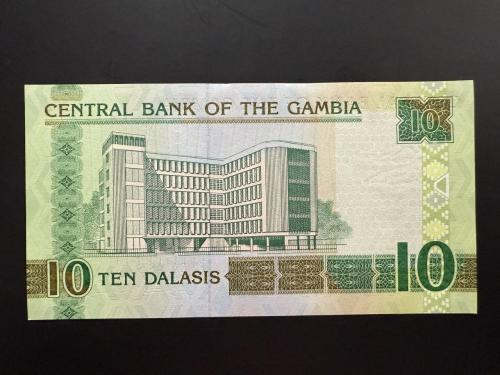 CENTRAL BANK OF THE GAMBIA
10
10 TEN DALASIS
10